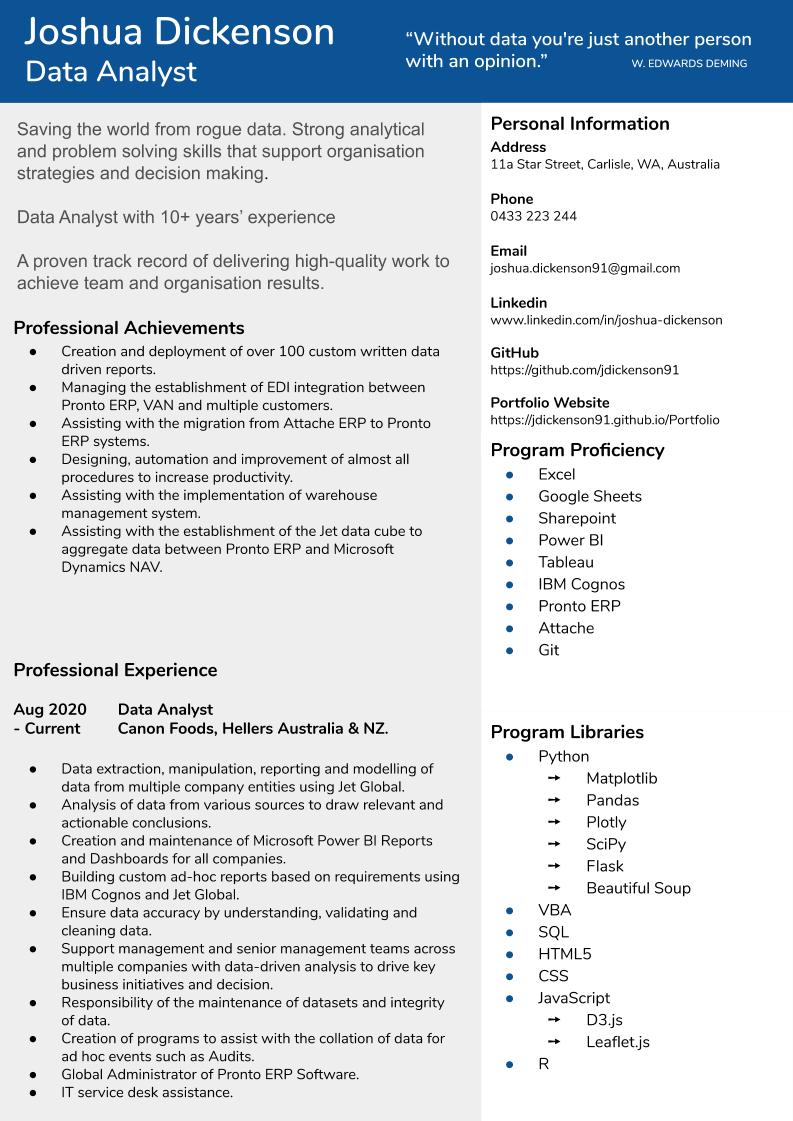 Joshua Dickenson
Data Analyst
“Without data you're just another person
with an opinion.” W. EDWARDS DEMING
Saving the world from rogue data. Strong analytical
and problem solving skills that support organisation
strategies and decision making.
Data Analyst with 10+ years’ experience
A proven track record of delivering high-quality work to
achieve team and organisation results.
Professional Achievements
● Creation and deployment of over 100 custom written data
driven reports.
● Managing the establishment of EDI integration between
Pronto ERP, VAN and multiple customers.
● Assisting with the migration from Attache ERP to Pronto
ERP systems.
● Designing, automation and improvement of almost all
procedures to increase productivity.
● Assisting with the implementation of warehouse
management system.
● Assisting with the establishment of the Jet data cube to
aggregate data between Pronto ERP and Microsoft
Dynamics NAV.
Professional Experience
Aug 2020 Data Analyst
- Current Canon Foods, Hellers Australia & NZ.
● Data extraction, manipulation, reporting and modelling of
data from multiple company entities using Jet Global.
● Analysis of data from various sources to draw relevant and
actionable conclusions.
● Creation and maintenance of Microsoft Power BI Reports
and Dashboards for all companies.
● Building custom ad-hoc reports based on requirements using
IBM Cognos and Jet Global.
● Ensure data accuracy by understanding, validating and
cleaning data.
● Support management and senior management teams across
multiple companies with data-driven analysis to drive key
business initiatives and decision.
● Responsibility of the maintenance of datasets and integrity
of data.
● Creation of programs to assist with the collation of data for
ad hoc events such as Audits.
● Global Administrator of Pronto ERP Software.
● IT service desk assistance.
Personal Information
Address
11a Star Street, Carlisle, WA, Australia
Phone
0433 223 244
Email
joshua.dickenson91@gmail.com
Linkedin
www.linkedin.com/in/joshua-dickenson
GitHub
https://github.com/jdickenson91
Portfolio Website
https://jdickenson91.github.io/Portfolio
Program Proficiency
● Excel
● Google Sheets
● Sharepoint
● Power BI
● Tableau
● IBM Cognos
● Pronto ERP
● Attache
● Git
Program Libraries
● Python
➙ Matplotlib
➙ Pandas
➙ Plotly
➙ SciPy
➙ Flask
➙ Beautiful Soup
● VBA
● SQL
● HTML5
● CSS
● JavaScript
➙ D3.js
➙ Leaflet.js
● R